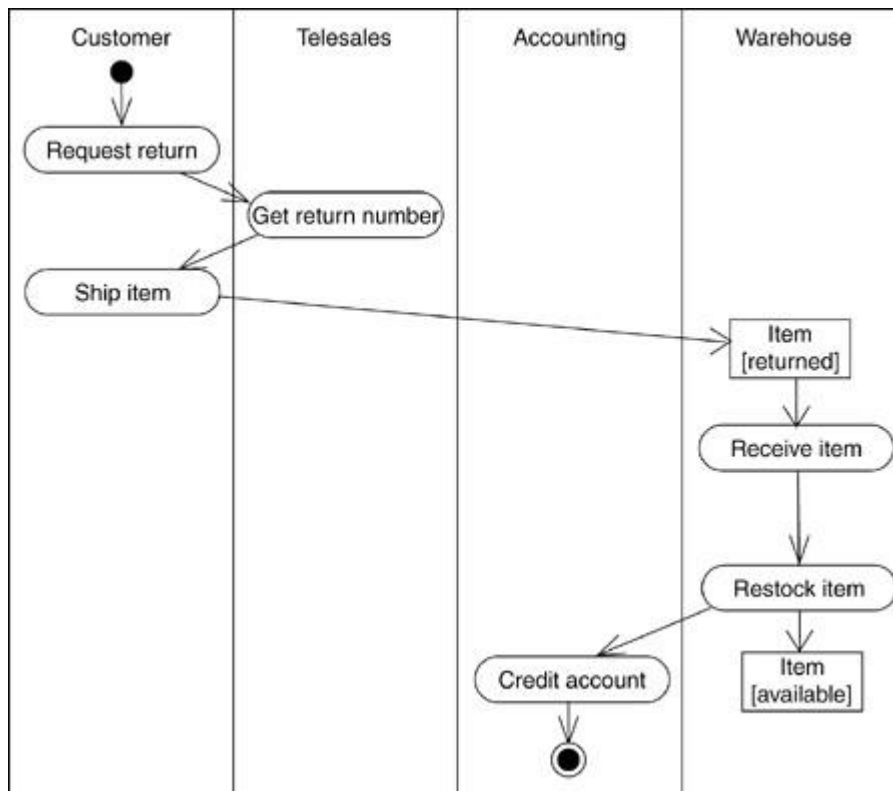 Customer
Telesales
Accounting
Warehouse
Request return
Get return number
Ship item
Item
[returned]
Receive item
Restock item
Credit account
Item
[available]